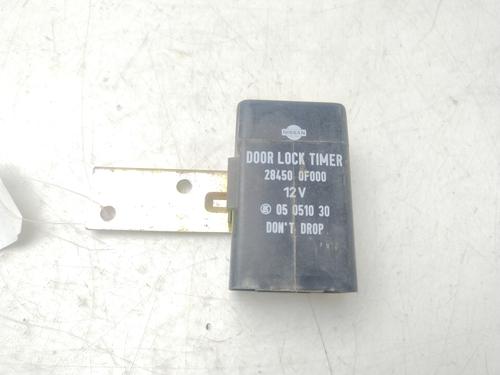 NISSAN
DOOR LOCK TIMER
28450 0F000
12V
05 0510 30
DON'T DROP